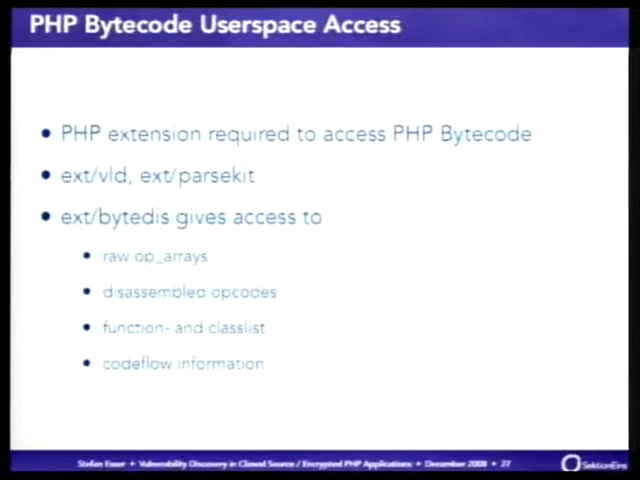 PHP Bytecode Userspace Access
• PHP extension required to access PHP Bytecode
• ext/vld, ext/parsekit
• ext/bytedis gives access to
• raw op_arrays
• disassembled opcodes
• function- and classlist
• codeflow information
Stefan Esser • Vulnerability Discovery in Closed Source / Encrypted PHP Applications • December 2008 • 27
SektionEins